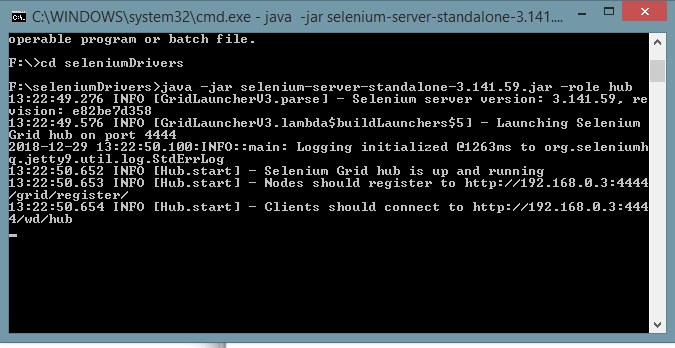 C:\WINDOWS\system32\cmd.exe - java -jar selenium-server-standalone-3.141....
operable program or batch file.
F:\>cd seleniumDrivers
F:\seleniumDrivers>java -jar selenium-server-standalone-3.141.59.jar -role hub
13:22:49.276 INFO [GridLauncherV3.parse] - Selenium server version: 3.141.59, re
vision: e82be7d358
13:22:49.576 INFO [GridLauncherV3.lambda$buildLaunchers$5] - Launching Selenium
Grid hub on port 4444
2018-12-29 13:22:50.100:INFO::main: Logging initialized @1263ms to org.seleniumh
q.jetty9.util.log.StdErrLog
13:22:50.652 INFO [Hub.start] - Selenium Grid hub is up and running
13:22:50.653 INFO [Hub.start] - Nodes should register to http://192.168.0.3:4444
/grid/register/
13:22:50.654 INFO [Hub.start] - Clients should connect to http://192.168.0.3:444
4/wd/hub